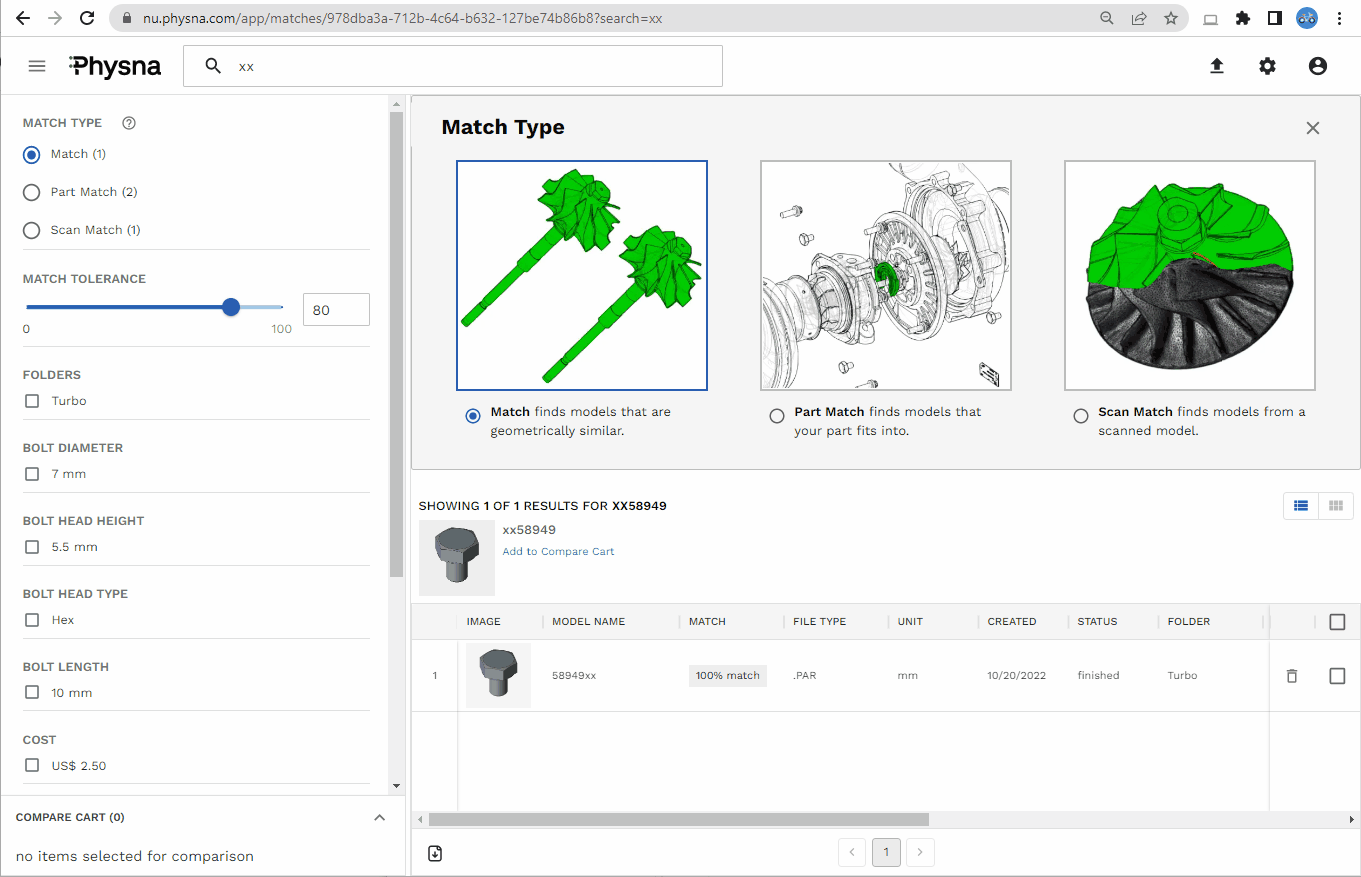 nu.physna.com/app/matches/978dba3a-712b-4c64-b632-127be74b86b8?search=xx
Physna
xx
MATCH TYPE
Match (1)
Part Match (2)
Scan Match (1)
MATCH TOLERANCE
80
0 100
FOLDERS
Turbo
BOLT DIAMETER
7 mm
BOLT HEAD HEIGHT
5.5 mm
BOLT HEAD TYPE
Hex
BOLT LENGTH
10 mm
COST
US$ 2.50
COMPARE CART (0)
no items selected for comparison
Match Type
Match finds models that are
geometrically similar.
Part Match finds models that
your part fits into.
Scan Match finds models from a
scanned model.
SHOWING 1 OF 1 RESULTS FOR XX58949
xx58949
Add to Compare Cart
IMAGE MODEL NAME MATCH FILE TYPE UNIT CREATED STATUS FOLDER
1 58949xx 100% match .PAR mm 10/20/2022 finished Turbo
1